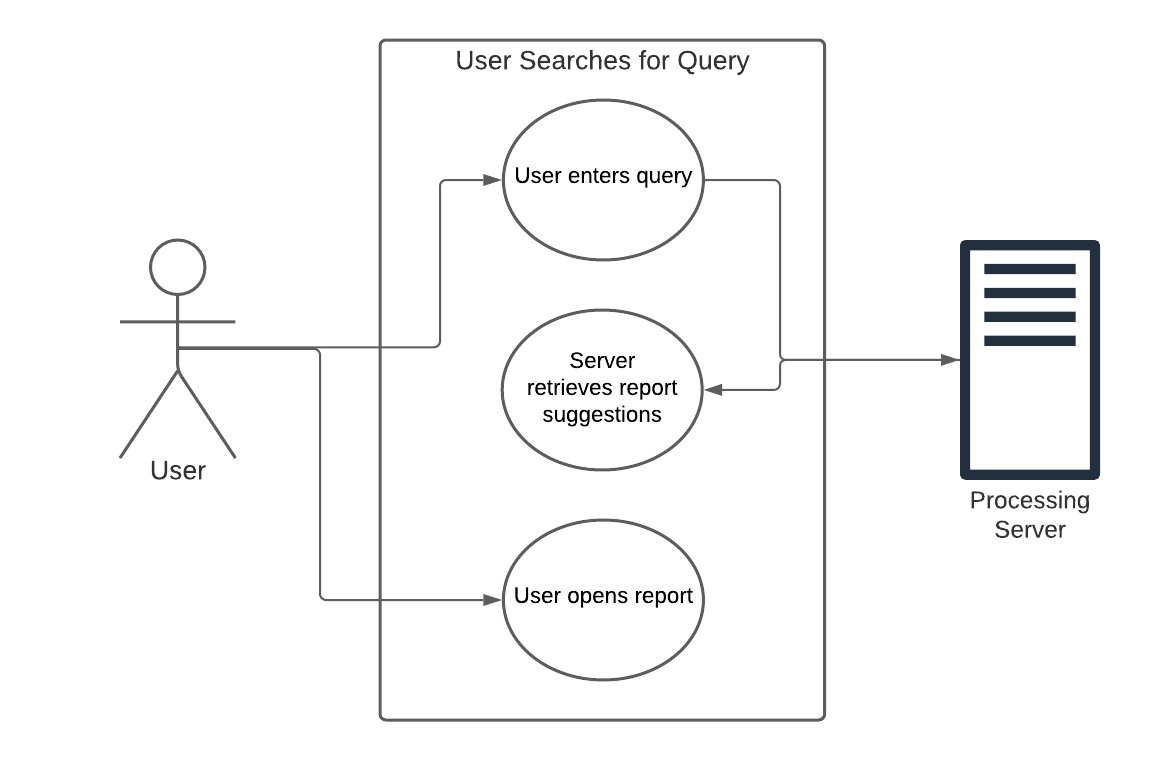 User Searches for Query
User enters query
Server
retrieves report
suggestions
User
Processing
Server
User opens report